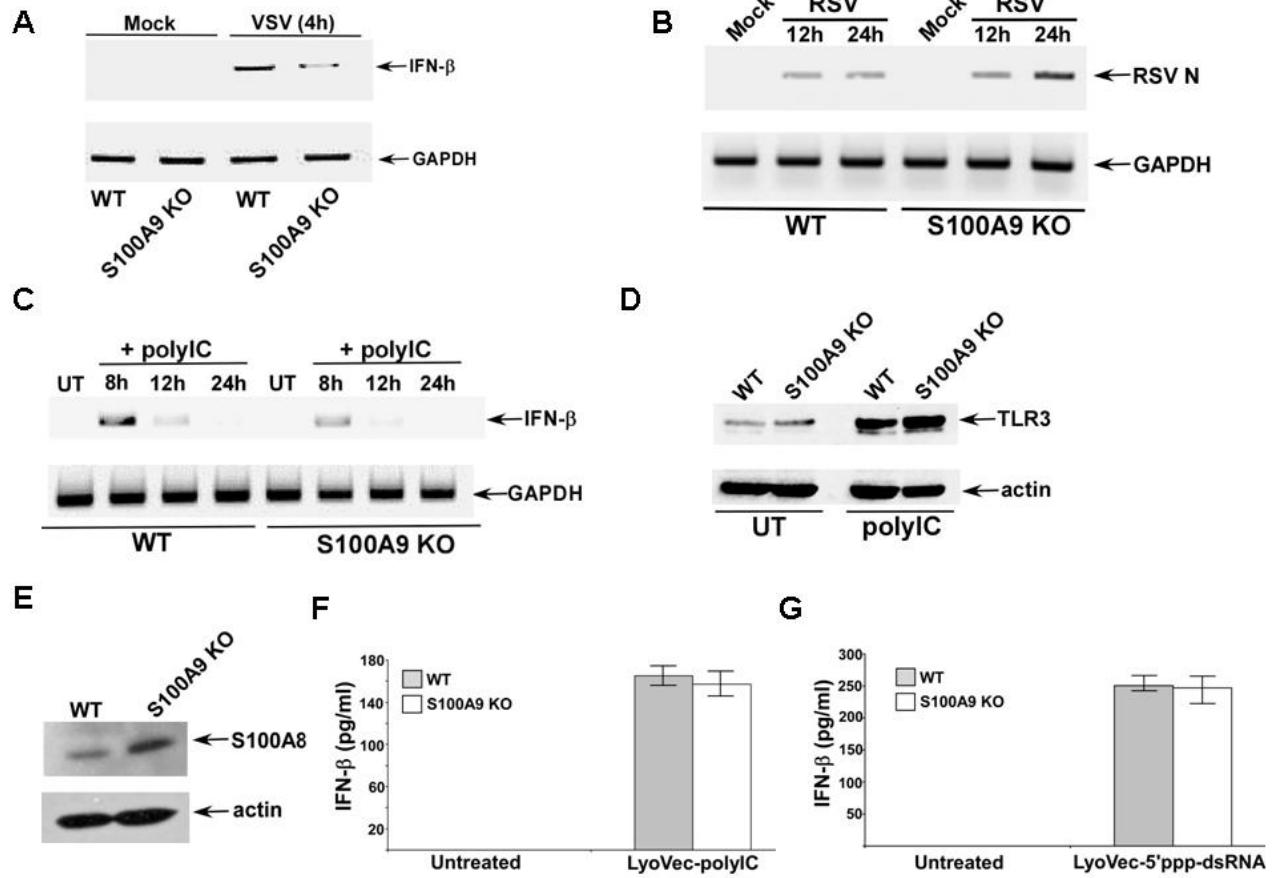 A
Mock
VSV (4h)
IFN-β
GAPDH
WT
S100A9 KO
WT
S100A9 KO
B
Mock
RSV
12h
24h
Mock
RSV
12h
24h
RSV N
GAPDH
WT
S100A9 KO
C
+ polyIC
+ polyIC
UT
8h
12h
24h
UT
8h
12h
24h
IFN-β
GAPDH
WT
S100A9 KO
D
WT
S100A9 KO
WT
S100A9 KO
TLR3
actin
UT
polyIC
E
WT
S100A9 KO
S100A8
actin
F
IFN-β (pg/ml)
180
140
100
60
20
WT
S100A9 KO
Untreated
LyoVec-polyIC
G
IFN-β (pg/ml)
300
250
200
150
100
50
WT
S100A9 KO
Untreated
LyoVec-5'ppp-dsRNA